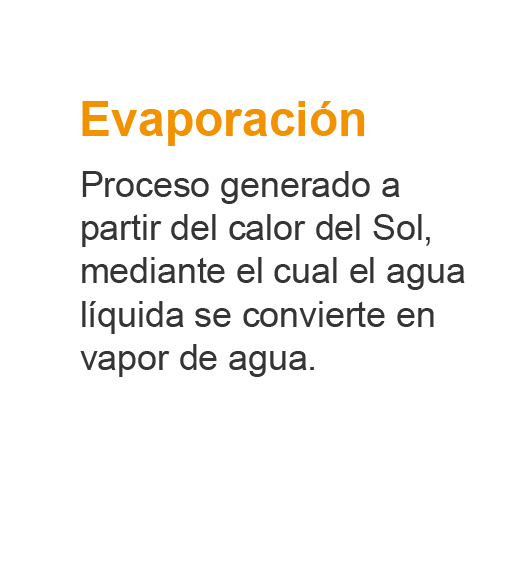 Evaporación
Proceso generado a
partir del calor del Sol,
mediante el cual el agua
líquida se convierte en
vapor de agua.